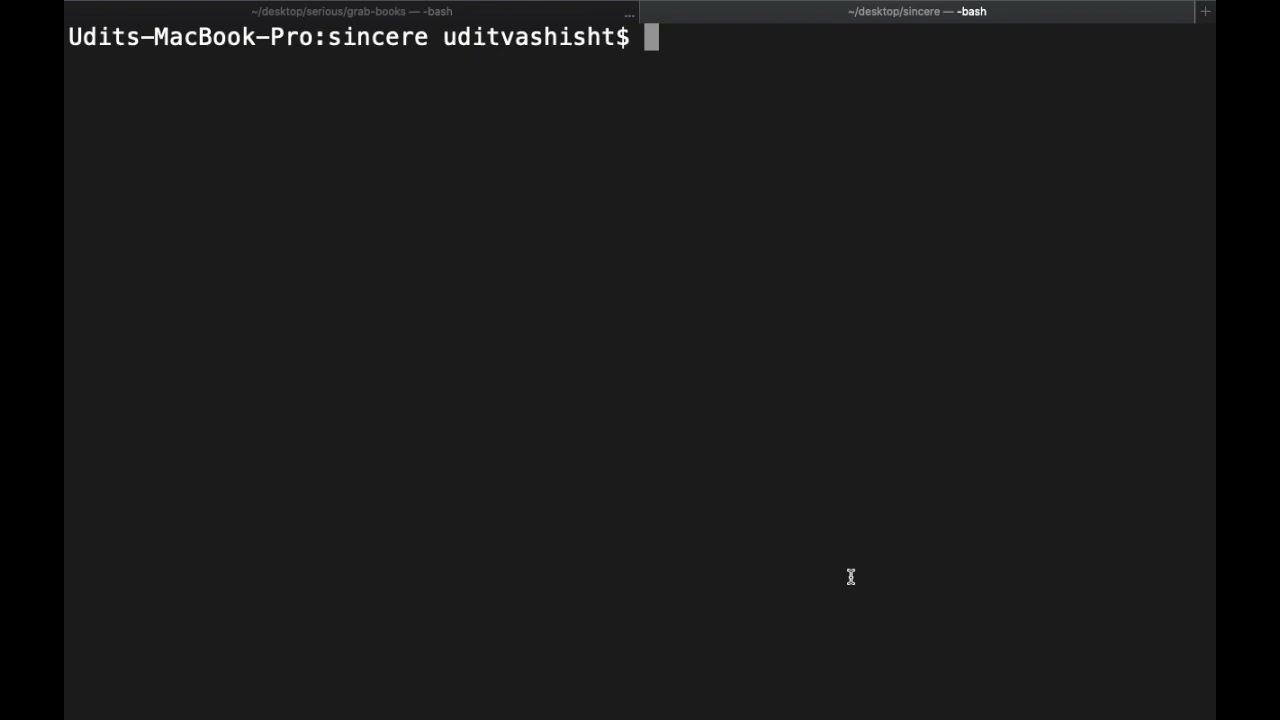 ~/desktop/serious/grab-books — -bash ... ~/desktop/sincere — -bash +
Udits-MacBook-Pro:sincere uditvashisht$